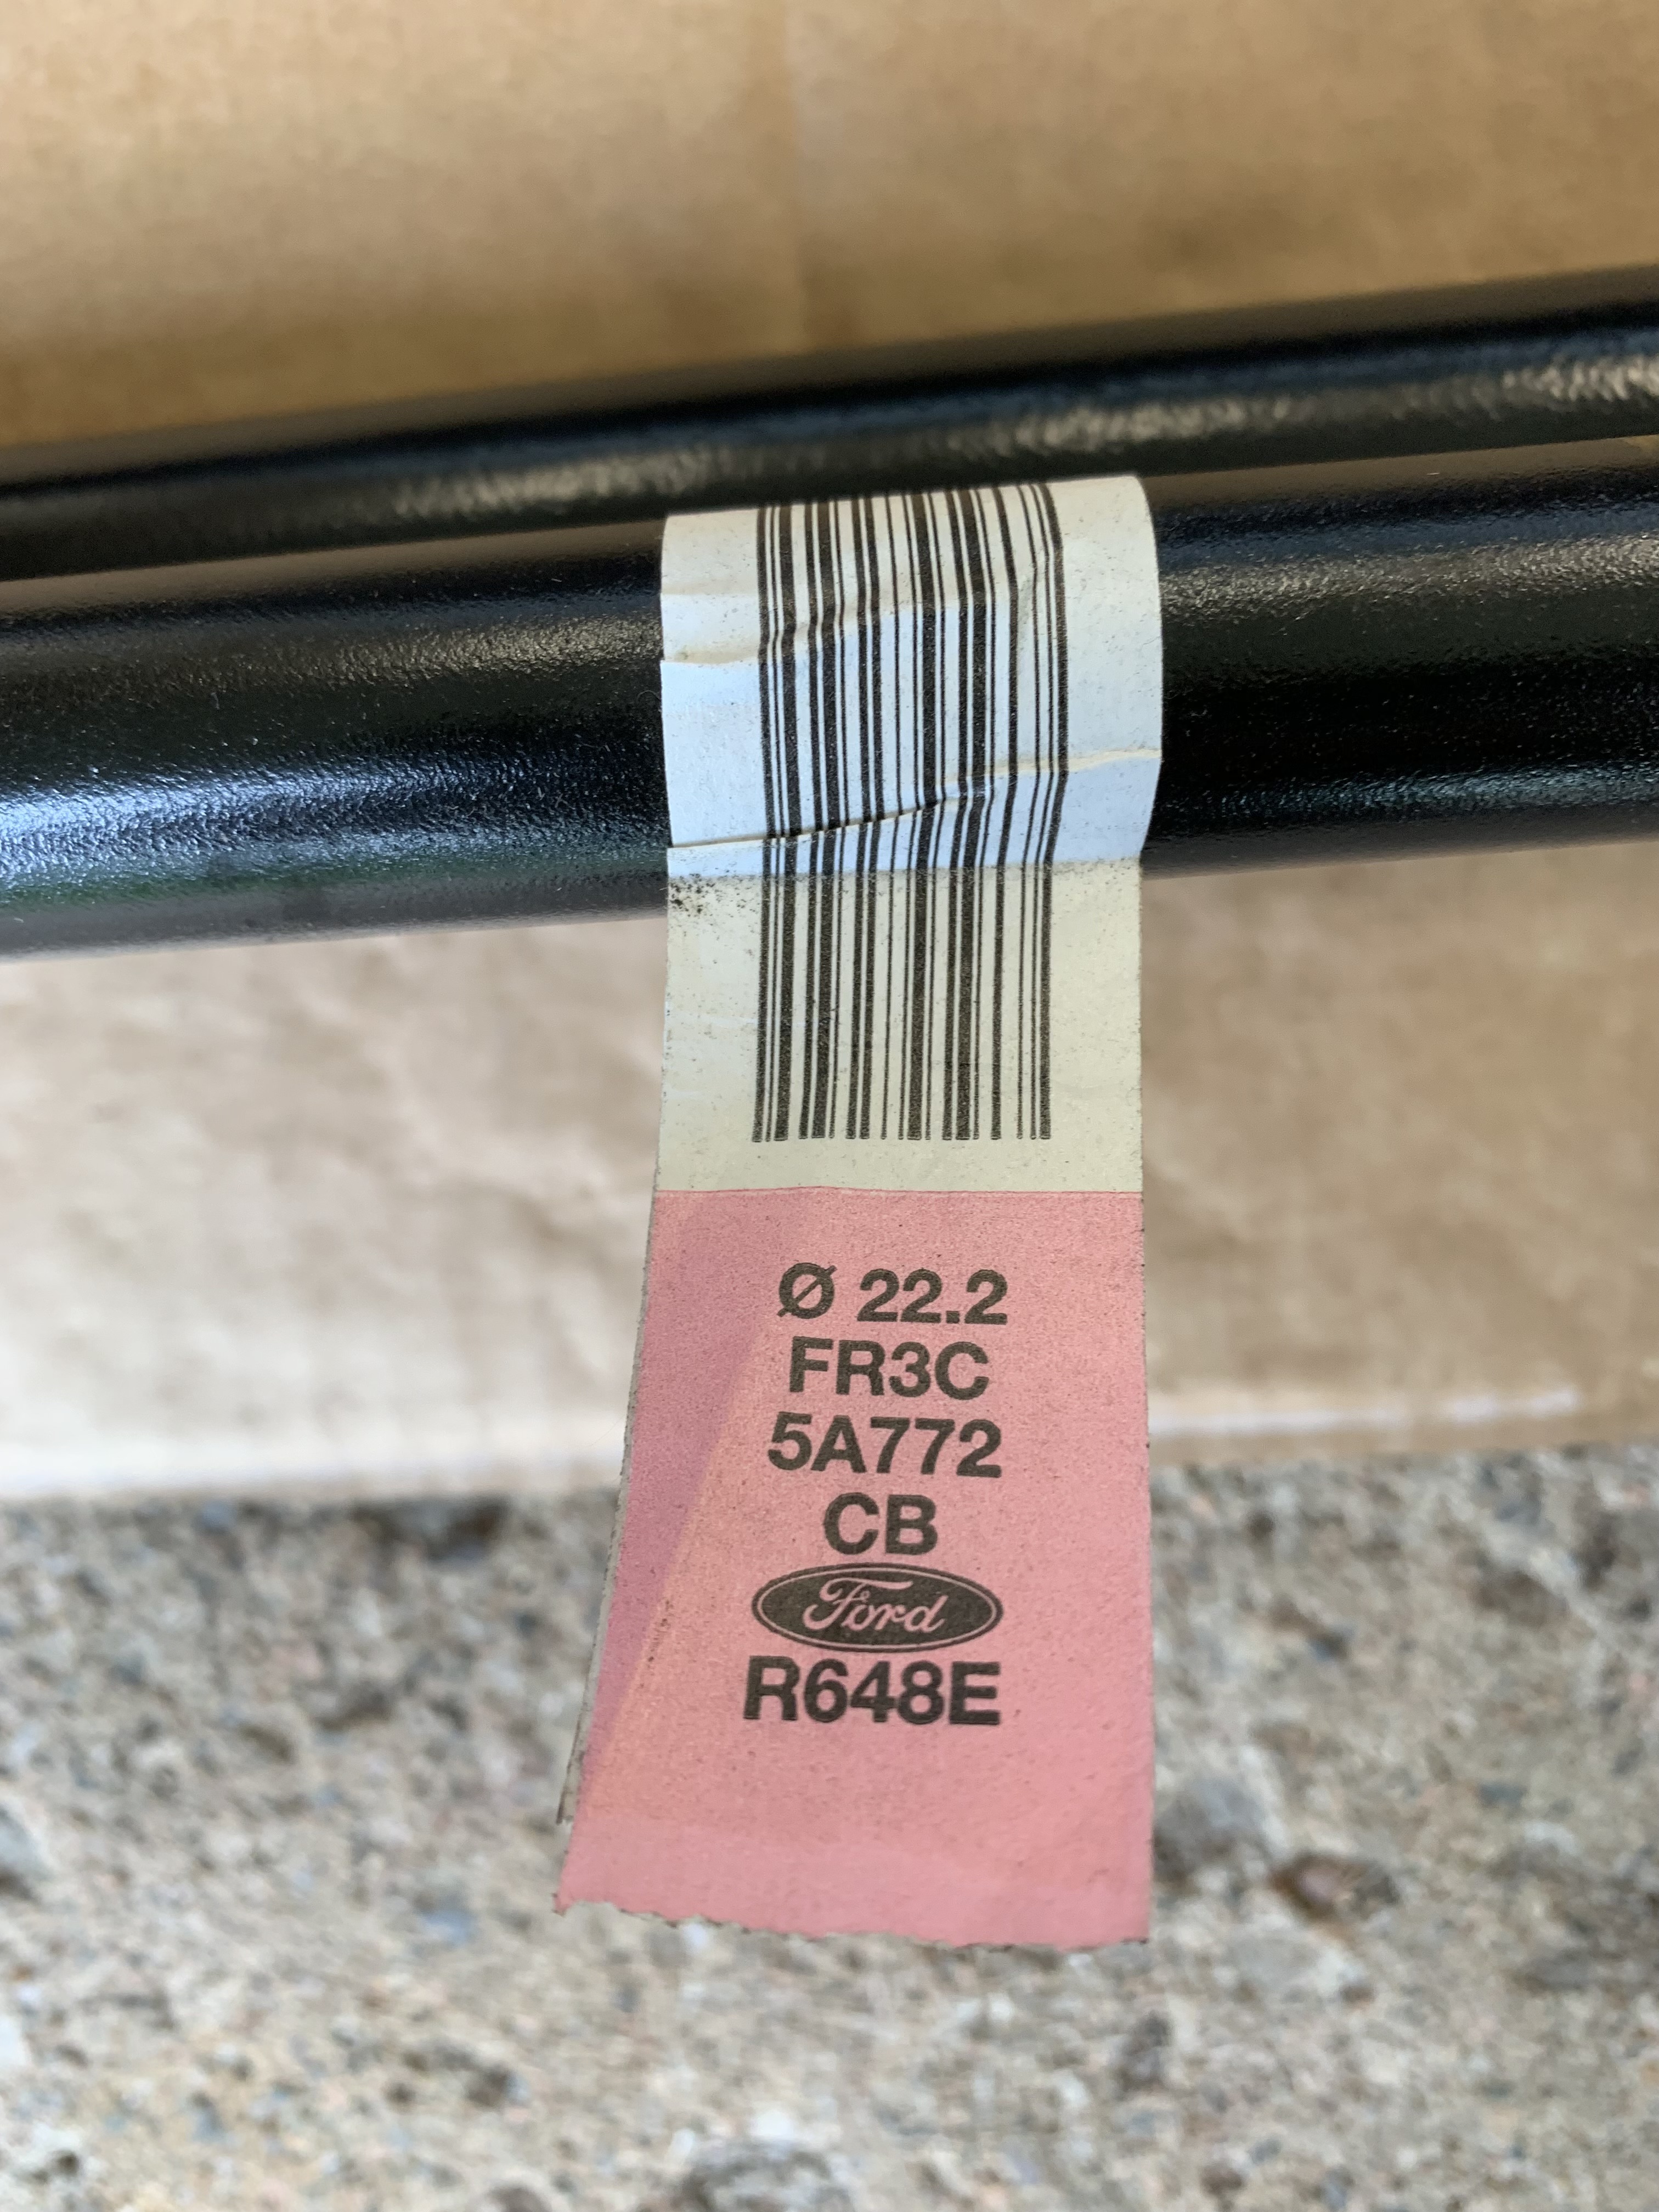 Ø 22.2
FR3C
5A772
CB
Ford
R648E